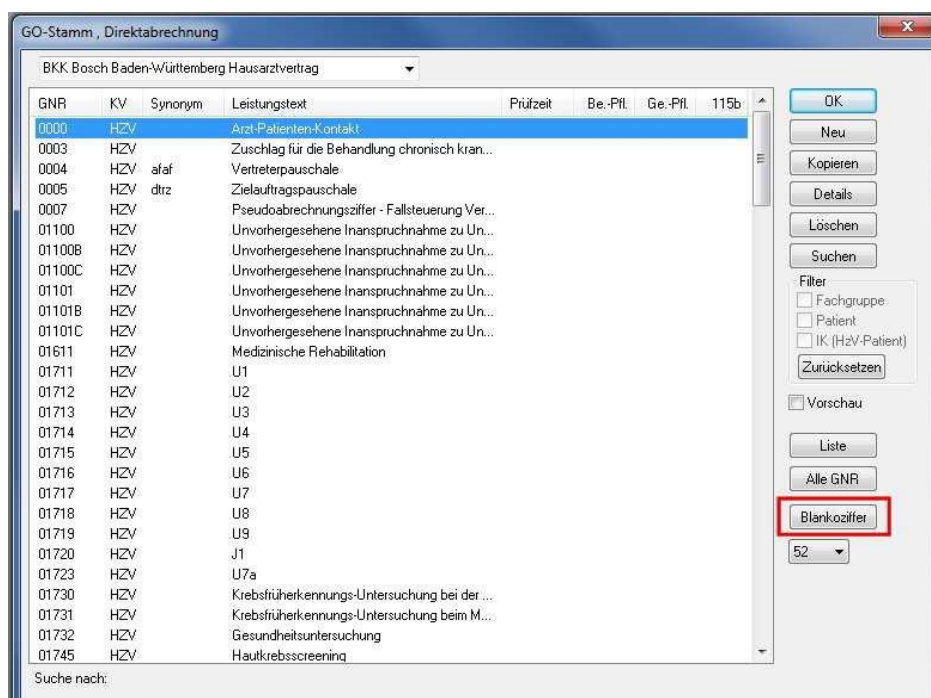 GO-Stamm , Direktabrechnung
BKK Bosch Baden-Württemberg Hausarztvertrag
GNR KV Synonym Leistungstext Prüfzeit Be.-Pfl. Ge.-Pfl. 115b
0000 HZV Arzt-Patienten-Kontakt
0003 HZV Zuschlag für die Behandlung chronisch kran...
0004 HZV afaf Vertreterpauschale
0005 HZV dtrz Zielauftragspauschale
0007 HZV Pseudoabrechnungsziffer - Fallsteuerung Ver...
01100 HZV Unvorhergesehene Inanspruchnahme zu Un...
01100B HZV Unvorhergesehene Inanspruchnahme zu Un...
01100C HZV Unvorhergesehene Inanspruchnahme zu Un...
01101 HZV Unvorhergesehene Inanspruchnahme zu Un...
01101B HZV Unvorhergesehene Inanspruchnahme zu Un...
01101C HZV Unvorhergesehene Inanspruchnahme zu Un...
01611 HZV Medizinische Rehabilitation
01711 HZV U1
01712 HZV U2
01713 HZV U3
01714 HZV U4
01715 HZV U5
01716 HZV U6
01717 HZV U7
01718 HZV U8
01719 HZV U9
01720 HZV J1
01723 HZV U7a
01730 HZV Krebsfrüherkennungs-Untersuchung bei der ...
01731 HZV Krebsfrüherkennungs-Untersuchung beim M...
01732 HZV Gesundheitsuntersuchung
01745 HZV Hautkrebsscreening
Suche nach:
OK
Neu
Kopieren
Details
Löschen
Suchen
Filter
Fachgruppe
Patient
IK (HzV-Patient)
Zurücksetzen
Vorschau
Liste
Alle GNR
Blankoziffer
52